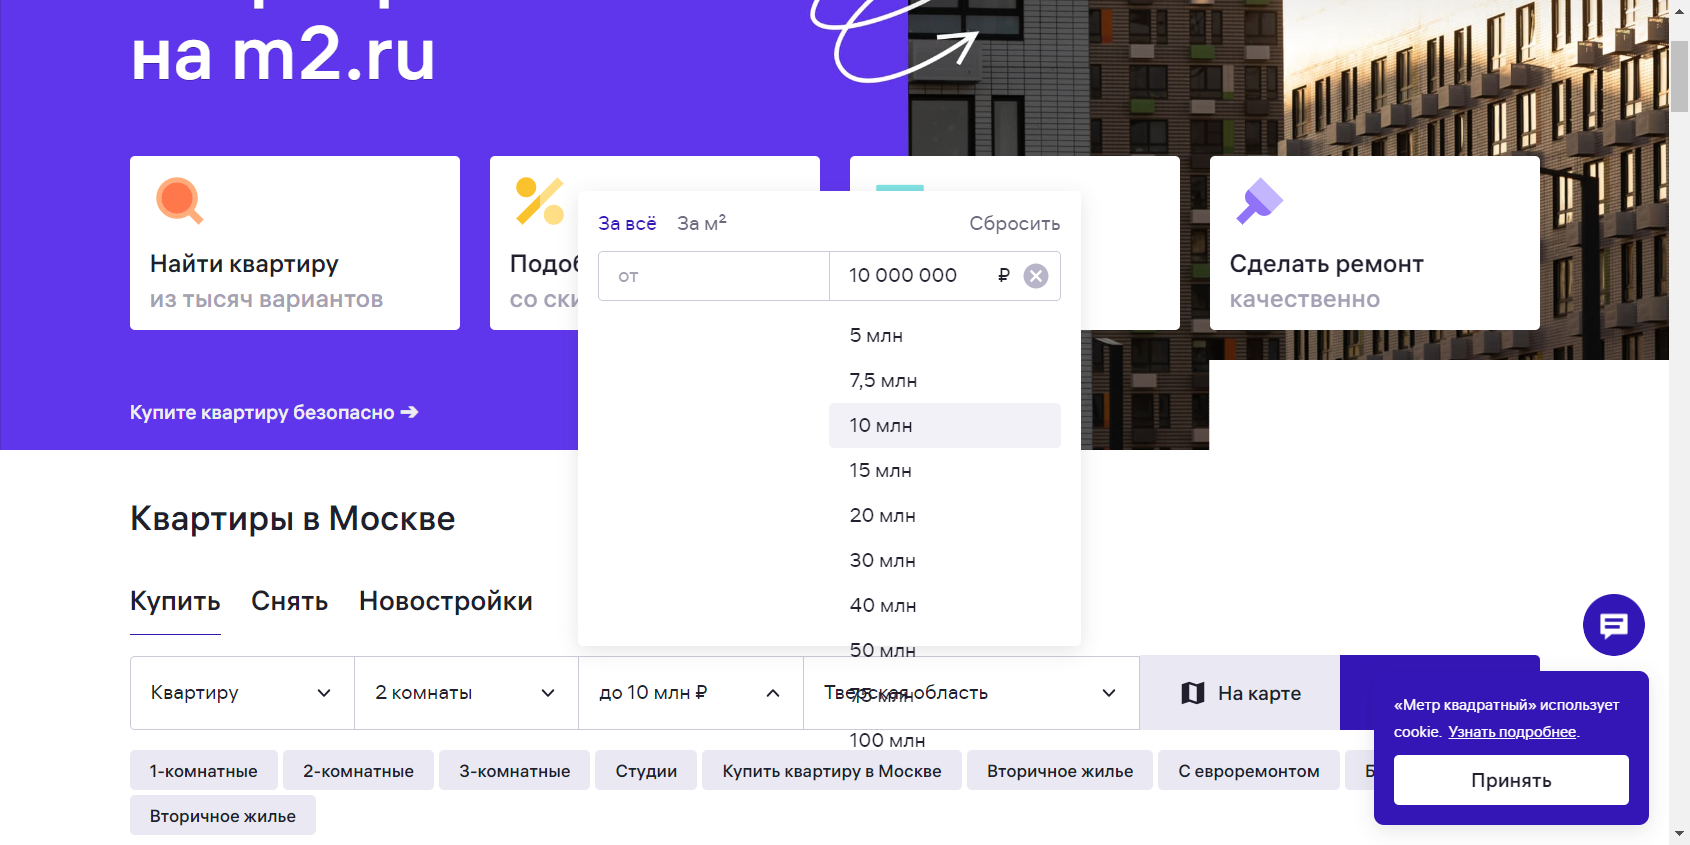 на m2.ru
Найти квартиру
из тысяч вариантов
Сделать ремонт
качественно
За всё
За м²
Сбросить
от
10 000 000 ₽
5 млн
7,5 млн
10 млн
15 млн
20 млн
30 млн
40 млн
50 млн
75 млн
100 млн
Купите квартиру безопасно ➔
Квартиры в Москве
Купить
Снять
Новостройки
Квартиру
2 комнаты
до 10 млн ₽
Тверская область
На карте
1-комнатные
2-комнатные
3-комнатные
Студии
Купить квартиру в Москве
Вторичное жилье
С евроремонтом
Вторичное жилье
«Метр квадратный» использует
cookie. Узнать подробнее.
Принять